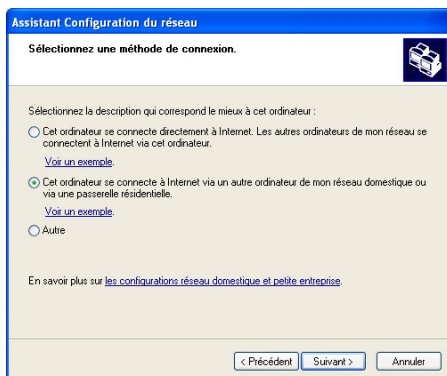 Assistant Configuration du réseau
Sélectionnez une méthode de connexion.
Sélectionnez la description qui correspond le mieux à cet ordinateur :
Cet ordinateur se connecte directement à Internet. Les autres ordinateurs de mon réseau se
connectent à Internet via cet ordinateur.
Voir un exemple.
Cet ordinateur se connecte à Internet via un autre ordinateur de mon réseau domestique ou
via une passerelle résidentielle.
Voir un exemple.
Autre
En savoir plus sur les configurations réseau domestique et petite entreprise.
< Précédent Suivant > Annuler